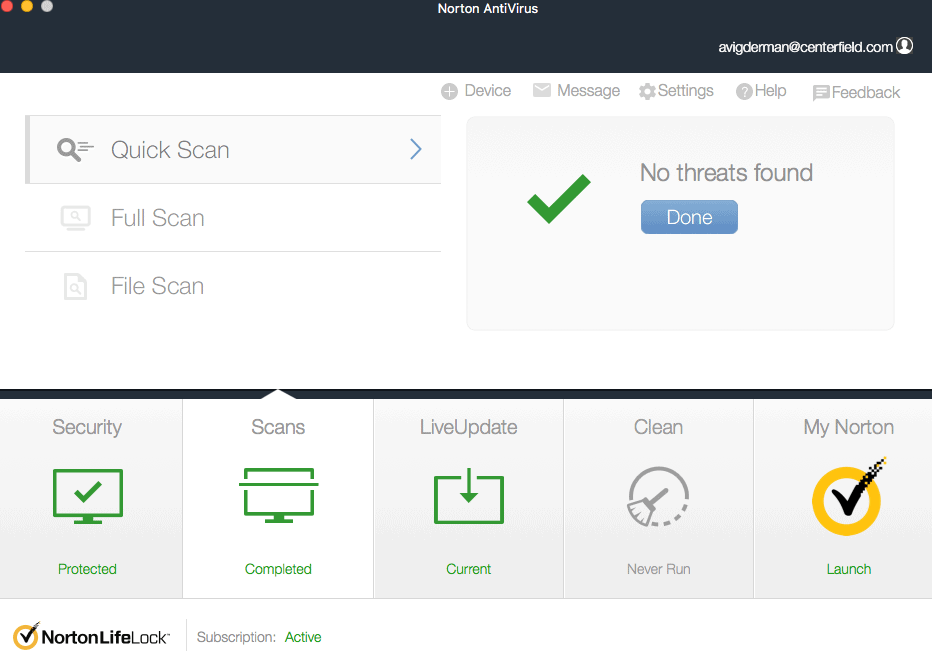 Norton AntiVirus
avigderman@centerfield.com
Device Message Settings Help Feedback
Quick Scan
Full Scan
File Scan
No threats found
Done
Security Scans LiveUpdate Clean My Norton
Protected Completed Current Never Run Launch
NortonLifeLock™ Subscription: Active